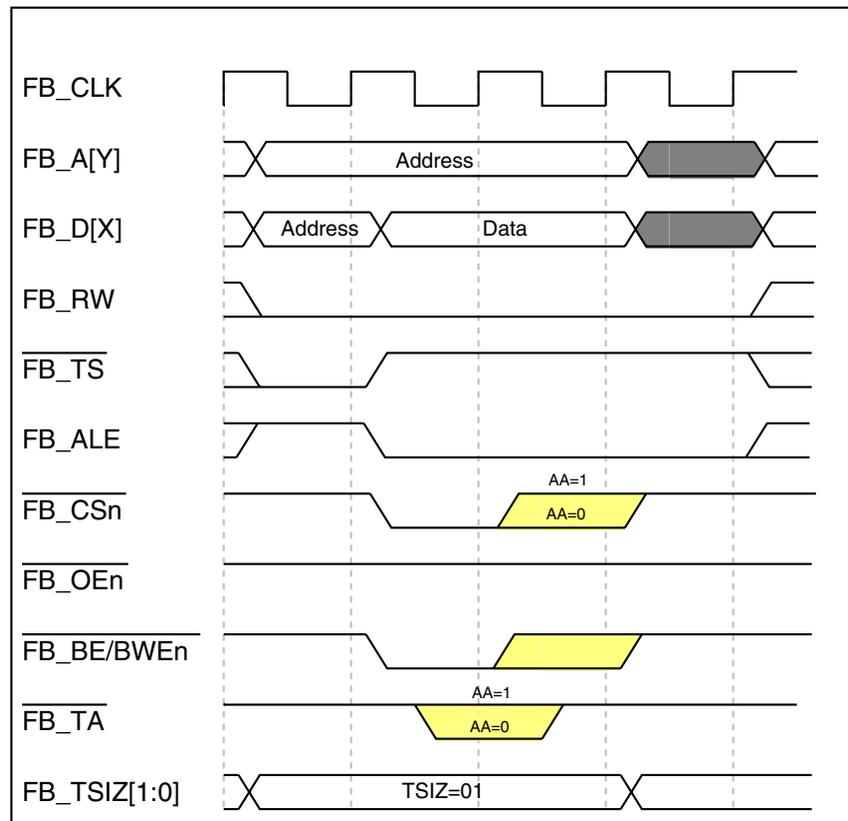 FB_CLK
FB_A[Y] Address
FB_D[X] Address Data
FB_RW
FB_TS
FB_ALE
AA=1
FB_CSn AA=0
FB_OEn
FB_BE/BWEn
AA=1
FB_TA AA=0
FB_TSIZ[1:0] TSIZ=01